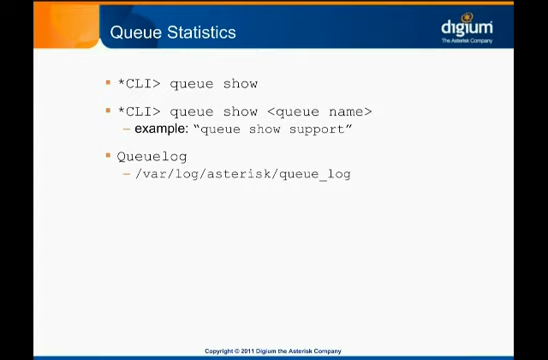 Queue Statistics
digium
The Asterisk Company
*CLI> queue show
*CLI> queue show <queue name>
– example: “queue show support”
Queuelog
– /var/log/asterisk/queue_log
Copyright © 2011 Digium the Asterisk Company